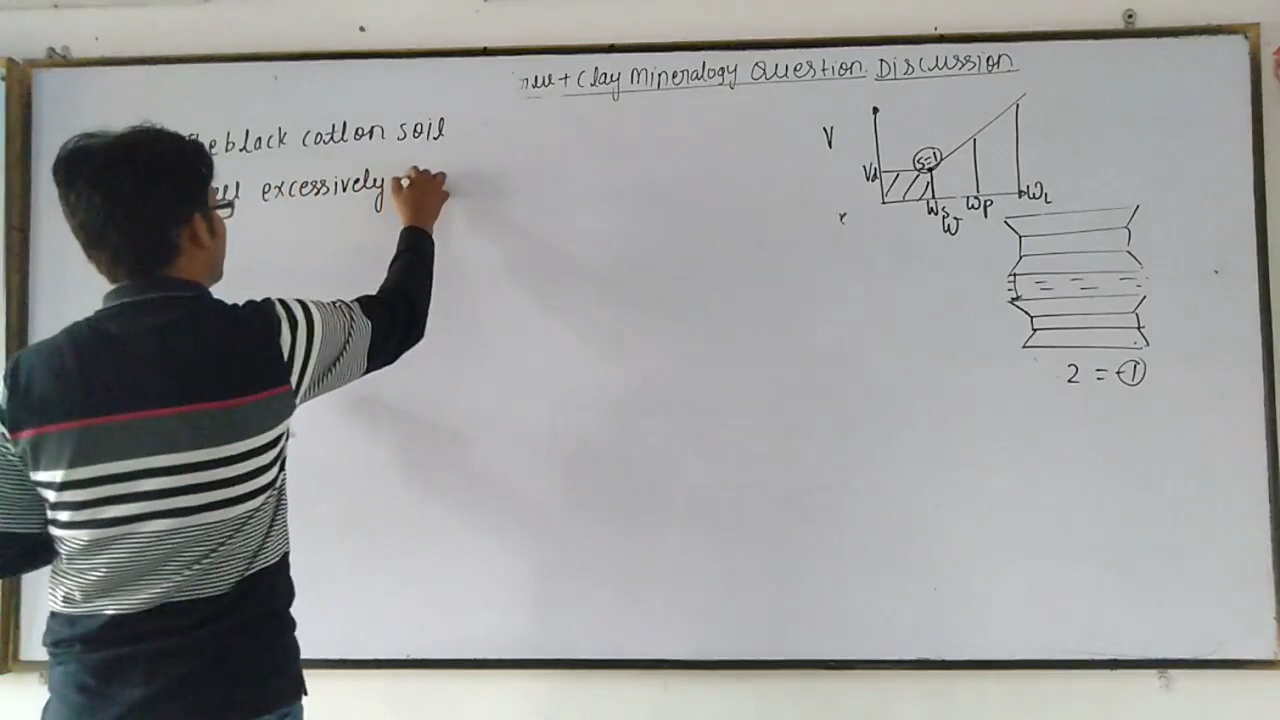 + Clay Mineralogy Question Discussion
black cotton soil
excessively
V
Vd
S=1
Ws
Wp
WL
W
2 = -1